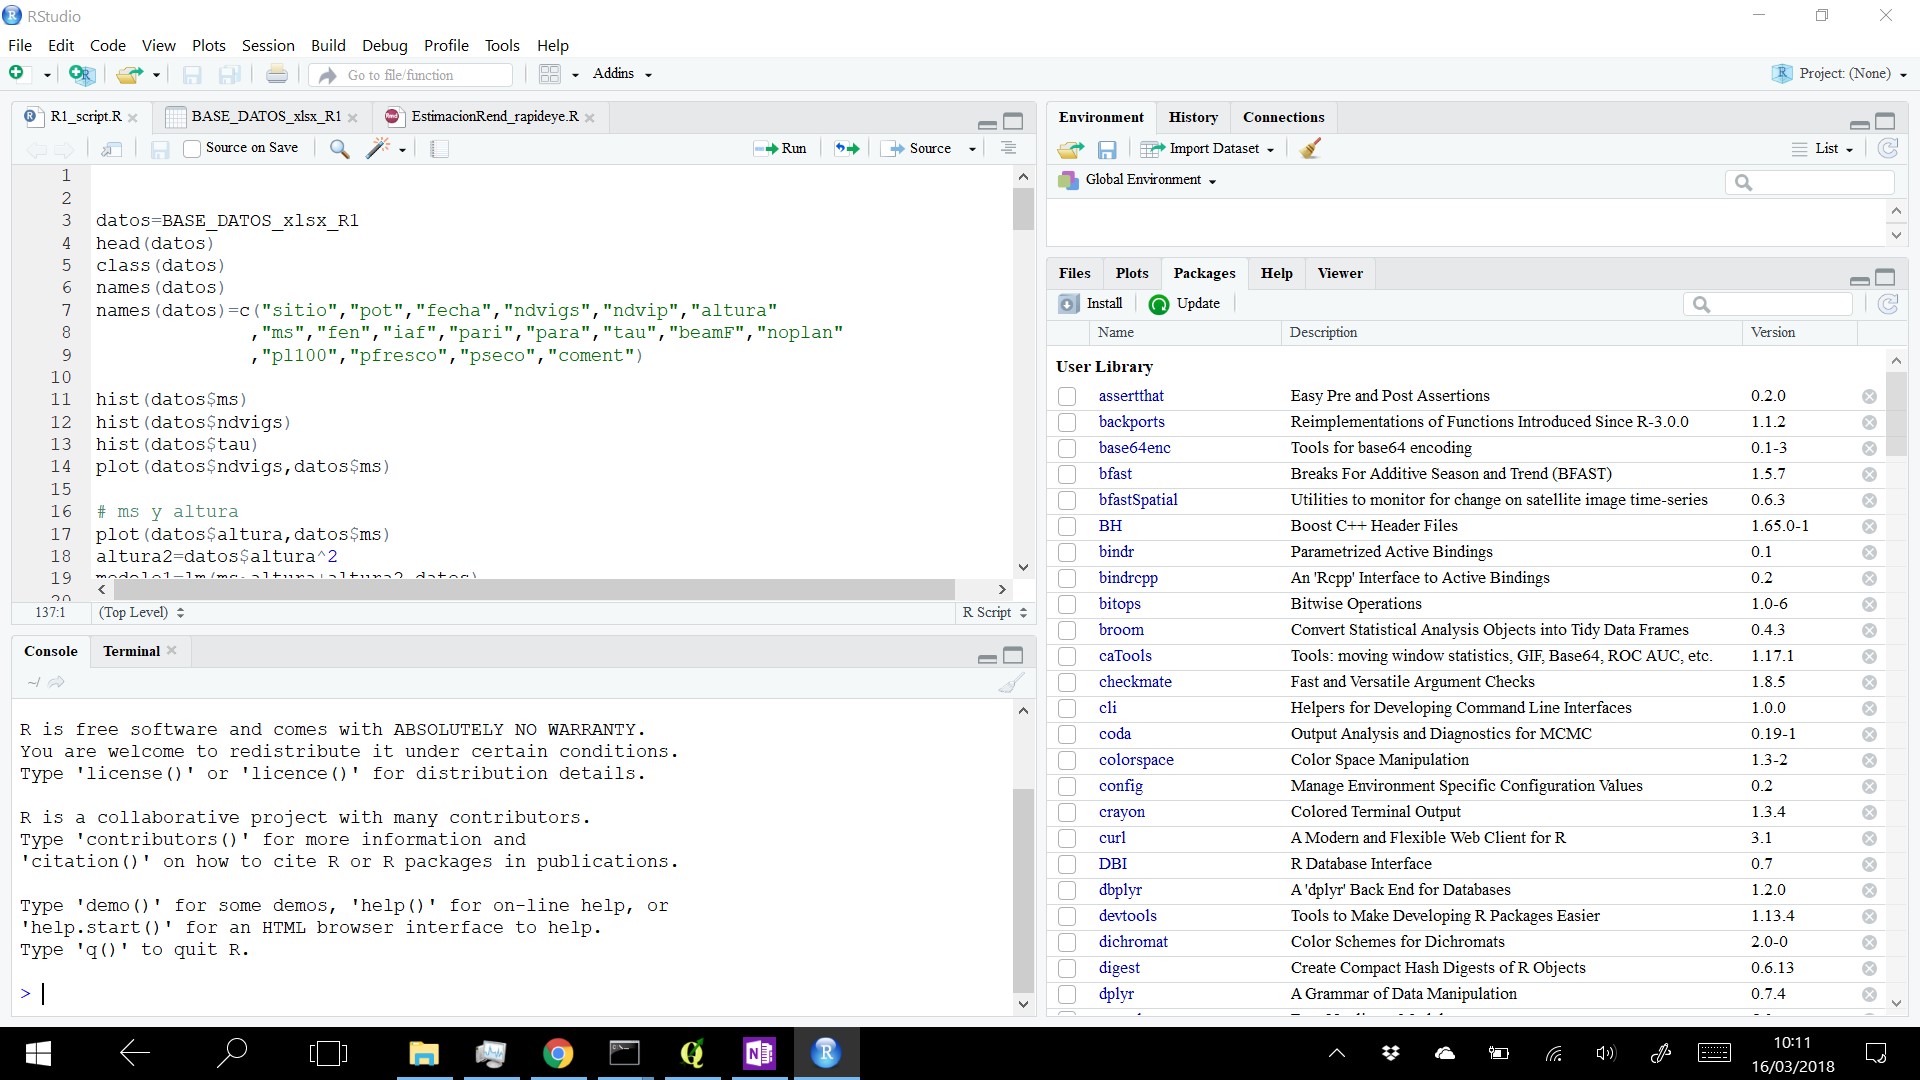 RStudio
File Edit Code View Plots Session Build Debug Profile Tools Help
Go to file/function Addins Project: (None)
R1_script.R BASE_DATOS_xlsx_R1 EstimacionRend_rapideye.R
Source on Save Run Source
1
2
3 datos=BASE_DATOS_xlsx_R1
4 head(datos)
5 class(datos)
6 names(datos)
7 names(datos)=c("sitio","pot","fecha","ndvigs","ndvip","altura"
8 ,"ms","fen","iaf","pari","para","tau","beamF","noplan"
9 ,"pl100","pfresco","pseco","coment")
10
11 hist(datos$ms)
12 hist(datos$ndvigs)
13 hist(datos$tau)
14 plot(datos$ndvigs,datos$ms)
15
16 # ms y altura
17 plot(datos$altura,datos$ms)
18 altura2=datos$altura^2
19 modelo1=lm(ms~altura+altura2,datos)
20
137:1 (Top Level) R Script
Console Terminal
~/
R is free software and comes with ABSOLUTELY NO WARRANTY.
You are welcome to redistribute it under certain conditions.
Type 'license()' or 'licence()' for distribution details.
R is a collaborative project with many contributors.
Type 'contributors()' for more information and
'citation()' on how to cite R or R packages in publications.
Type 'demo()' for some demos, 'help()' for on-line help, or
'help.start()' for an HTML browser interface to help.
Type 'q()' to quit R.
>
Environment History Connections
Import Dataset List
Global Environment
Files Plots Packages Help Viewer
Install Update
Name Description Version
User Library
assertthat Easy Pre and Post Assertions 0.2.0
backports Reimplementations of Functions Introduced Since R-3.0.0 1.1.2
base64enc Tools for base64 encoding 0.1-3
bfast Breaks For Additive Season and Trend (BFAST) 1.5.7
bfastSpatial Utilities to monitor for change on satellite image time-series 0.6.3
BH Boost C++ Header Files 1.65.0-1
bindr Parametrized Active Bindings 0.1
bindrcpp An 'Rcpp' Interface to Active Bindings 0.2
bitops Bitwise Operations 1.0-6
broom Convert Statistical Analysis Objects into Tidy Data Frames 0.4.3
caTools Tools: moving window statistics, GIF, Base64, ROC AUC, etc. 1.17.1
checkmate Fast and Versatile Argument Checks 1.8.5
cli Helpers for Developing Command Line Interfaces 1.0.0
coda Output Analysis and Diagnostics for MCMC 0.19-1
colorspace Color Space Manipulation 1.3-2
config Manage Environment Specific Configuration Values 0.2
crayon Colored Terminal Output 1.3.4
curl A Modern and Flexible Web Client for R 3.1
DBI R Database Interface 0.7
dbplyr A 'dplyr' Back End for Databases 1.2.0
devtools Tools to Make Developing R Packages Easier 1.13.4
dichromat Color Schemes for Dichromats 2.0-0
digest Create Compact Hash Digests of R Objects 0.6.13
dplyr A Grammar of Data Manipulation 0.7.4
10:11
16/03/2018